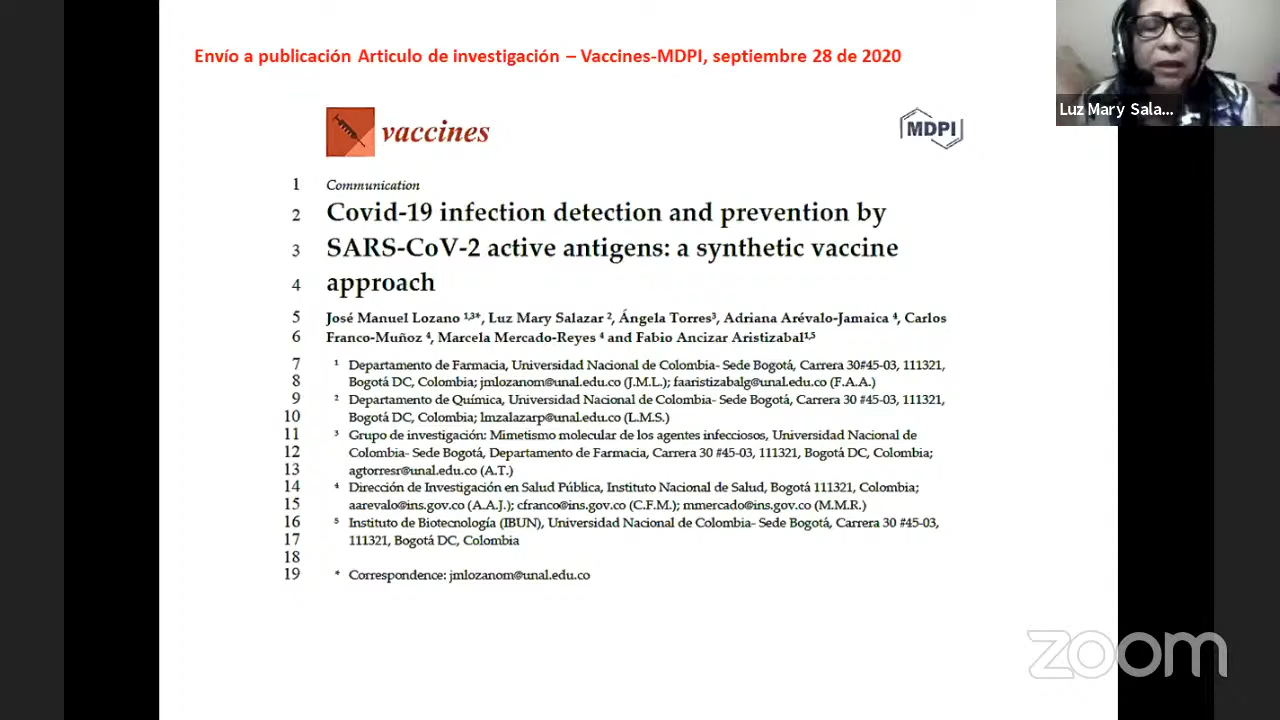 Envío a publicación Articulo de investigación – Vaccines-MDPI, septiembre 28 de 2020
Luz Mary Sala...
vaccines
MDPI
1 Communication
2 Covid-19 infection detection and prevention by
3 SARS-CoV-2 active antigens: a synthetic vaccine
4 approach
5 José Manuel Lozano 1,3*, Luz Mary Salazar 2, Ángela Torres3, Adriana Arévalo-Jamaica 4, Carlos
6 Franco-Muñoz 4, Marcela Mercado-Reyes 4 and Fabio Ancizar Aristizabal1,5
7 1 Departamento de Farmacia, Universidad Nacional de Colombia- Sede Bogotá, Carrera 30#45-03, 111321,
8 Bogotá DC, Colombia; jmlozanom@unal.edu.co (J.M.L.); faaristizabalg@unal.edu.co (F.A.A.)
9 2 Departamento de Química, Universidad Nacional de Colombia- Sede Bogotá, Carrera 30 #45-03, 111321,
10 Bogotá DC, Colombia; lmzalazarp@unal.edu.co (L.M.S.)
11 3 Grupo de investigación: Mimetismo molecular de los agentes infecciosos, Universidad Nacional de
12 Colombia- Sede Bogotá, Departamento de Farmacia, Carrera 30 #45-03, 111321, Bogotá DC, Colombia;
13 agtorresr@unal.edu.co (A.T.)
14 4 Dirección de Investigación en Salud Pública, Instituto Nacional de Salud, Bogotá 111321, Colombia;
15 aarevalo@ins.gov.co (A.A.J.); cfranco@ins.gov.co (C.F.M.); mmercado@ins.gov.co (M.M.R.)
16 5 Instituto de Biotecnología (IBUN), Universidad Nacional de Colombia- Sede Bogotá, Carrera 30 #45-03,
17 111321, Bogotá DC, Colombia
18
19 * Correspondence: jmlozanom@unal.edu.co
zoom